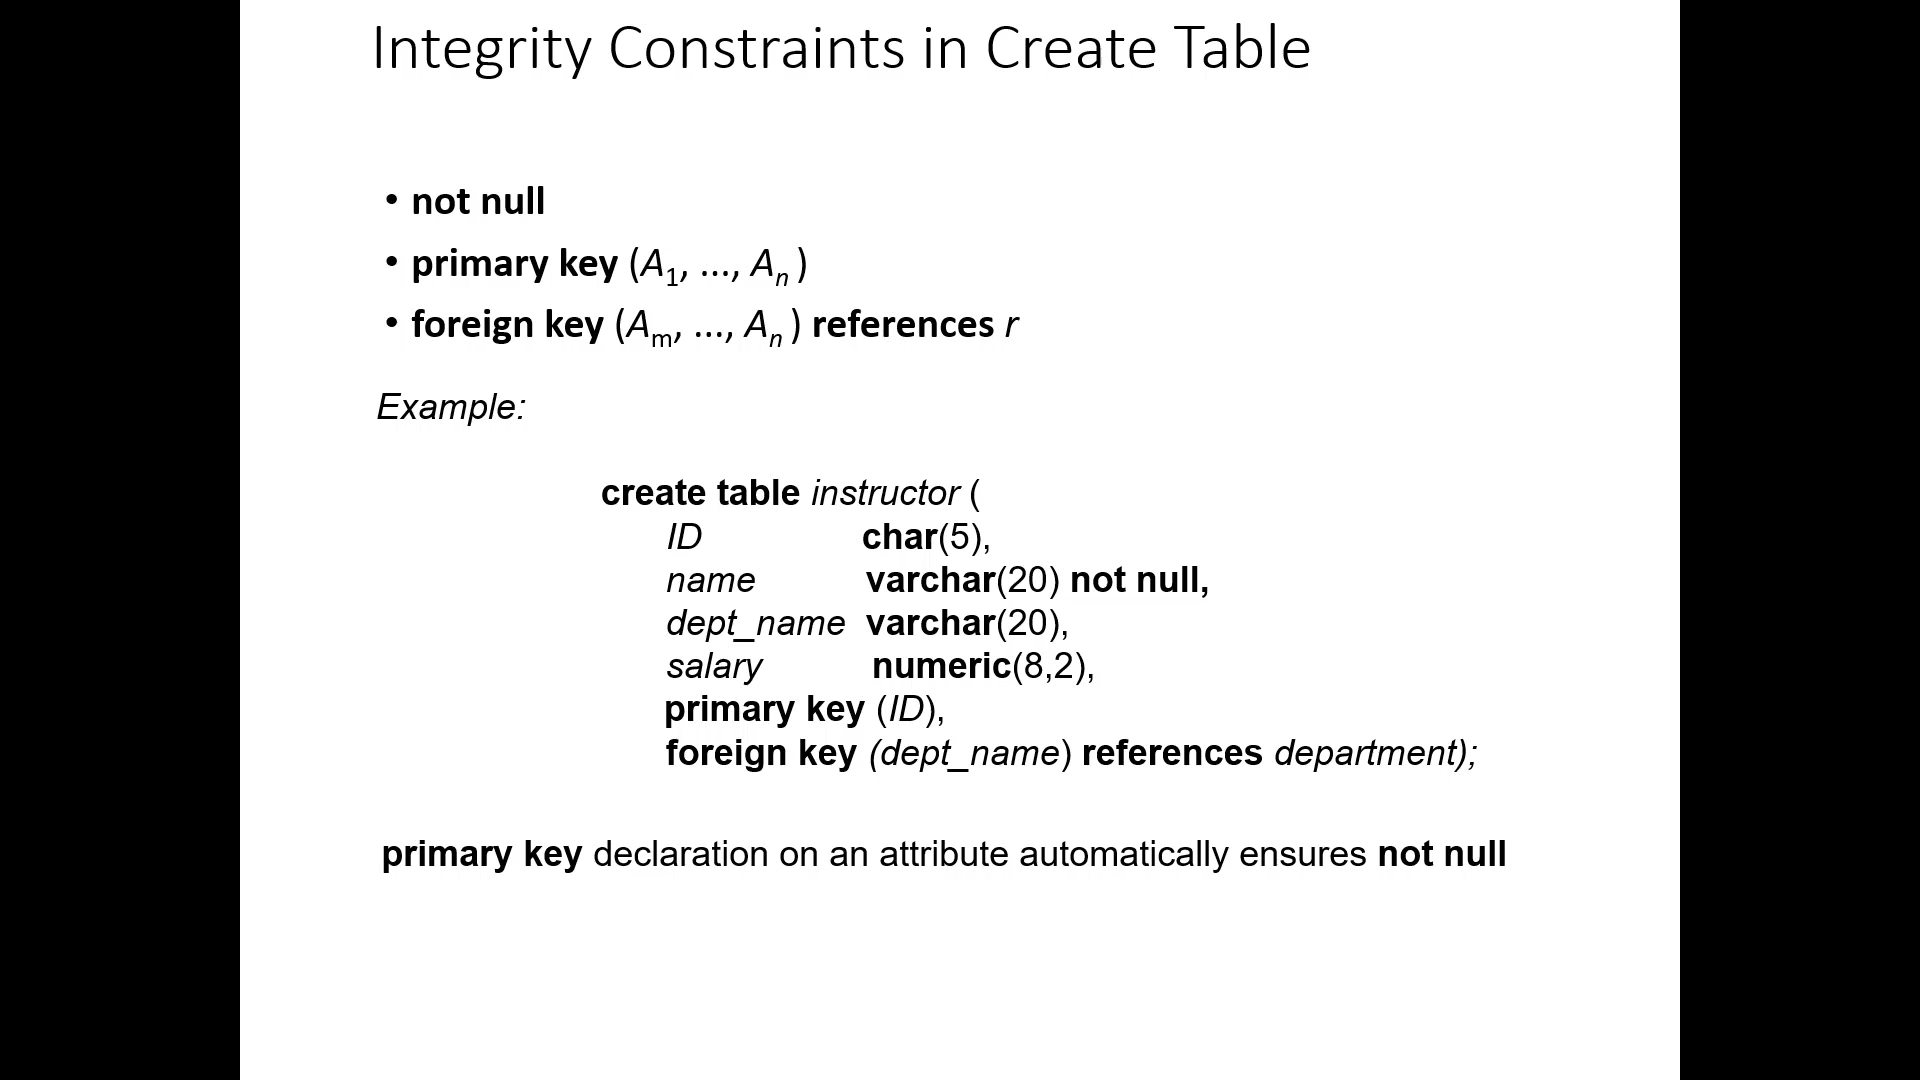 Integrity Constraints in Create Table
• not null
• primary key (A1, ..., An )
• foreign key (Am, ..., An ) references r
Example:
create table instructor (
ID char(5),
name varchar(20) not null,
dept_name varchar(20),
salary numeric(8,2),
primary key (ID),
foreign key (dept_name) references department);
primary key declaration on an attribute automatically ensures not null